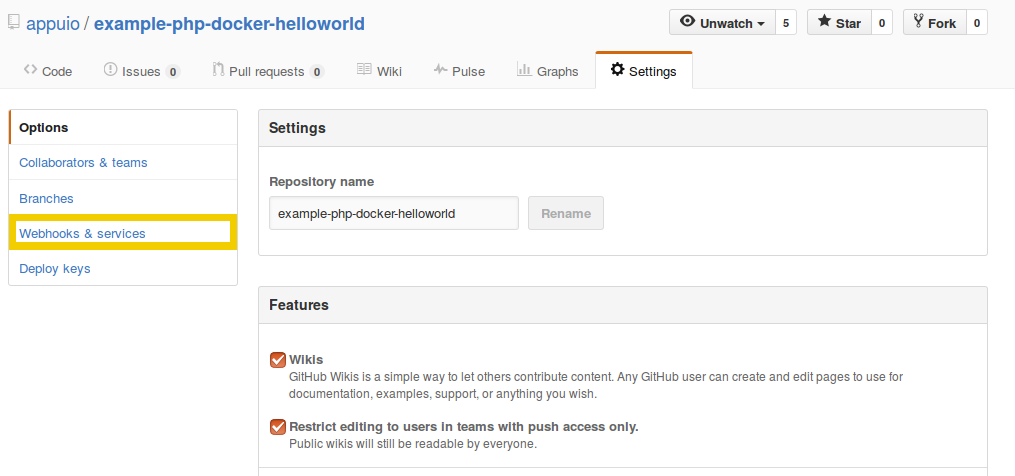 appuio / example-php-docker-helloworld
Unwatch 5 Star 0 Fork 0
Code Issues 0 Pull requests 0 Wiki Pulse Graphs Settings
Options
Collaborators & teams
Branches
Webhooks & services
Deploy keys
Settings
Repository name
example-php-docker-helloworld Rename
Features
Wikis
GitHub Wikis is a simple way to let others contribute content. Any GitHub user can create and edit pages to use for
documentation, examples, support, or anything you wish.
Restrict editing to users in teams with push access only.
Public wikis will still be readable by everyone.